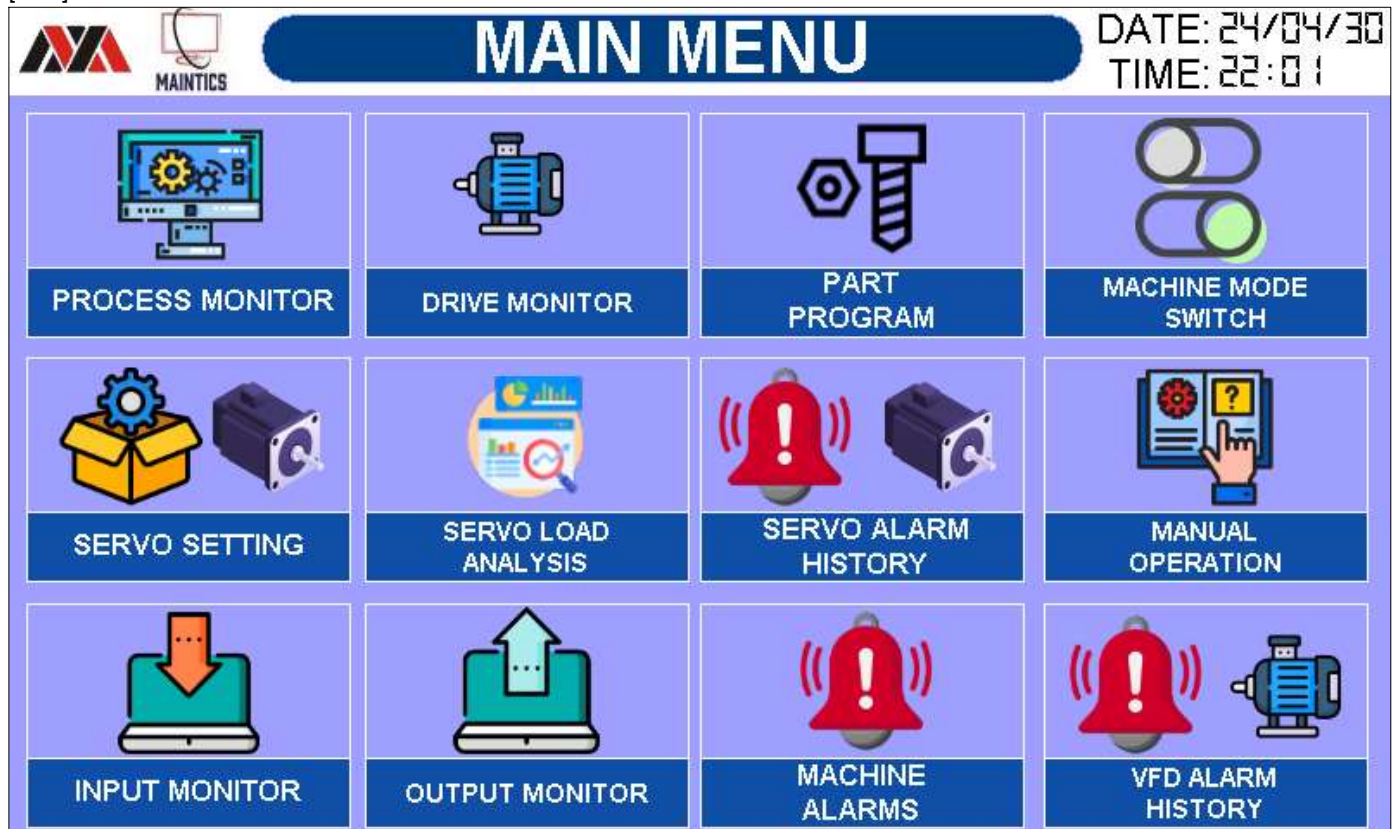 MAIN MENU
DATE: 24/04/30
TIME: 22:01
MAINTICS
PROCESS MONITOR
DRIVE MONITOR
PART
PROGRAM
MACHINE MODE
SWITCH
SERVO SETTING
SERVO LOAD
ANALYSIS
SERVO ALARM
HISTORY
MANUAL
OPERATION
INPUT MONITOR
OUTPUT MONITOR
MACHINE
ALARMS
VFD ALARM
HISTORY